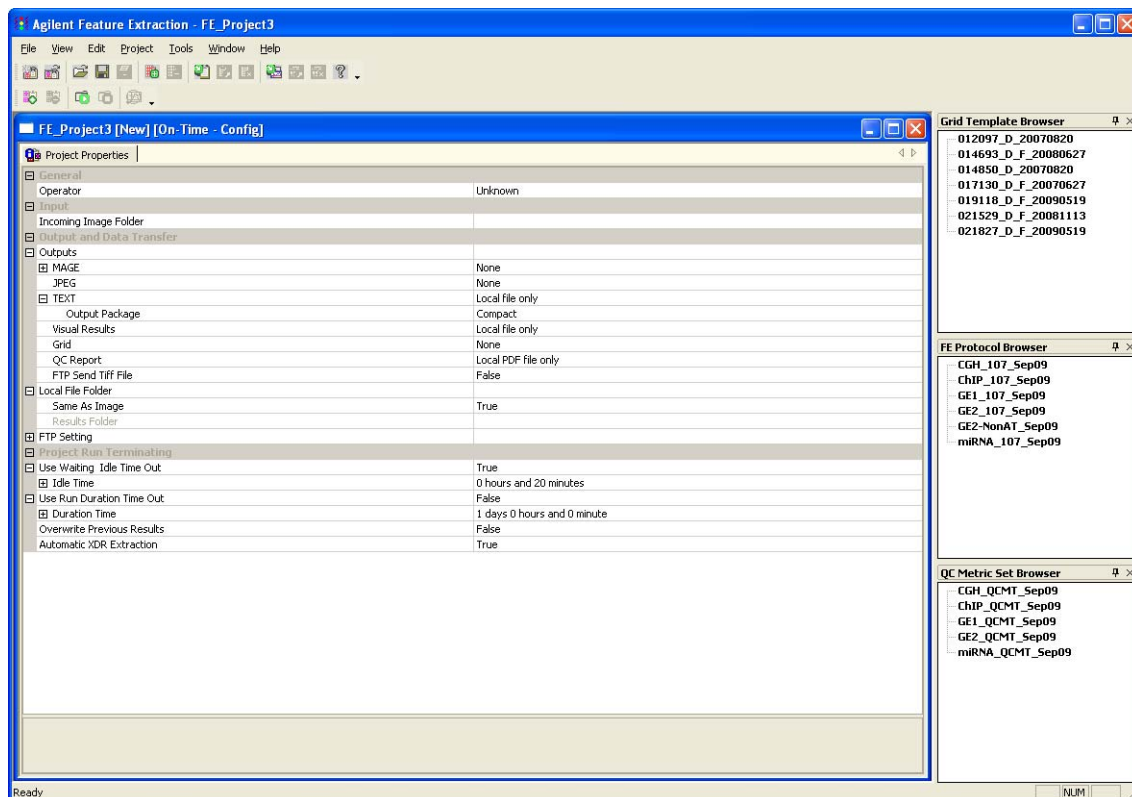 Agilent Feature Extraction - FE_Project3
File View Edit Project Tools Window Help
FE_Project3 [New] [On-Time - Config]
Project Properties
General
Operator Unknown
Input
Incoming Image Folder
Output and Data Transfer
Outputs
MAGE None
JPEG None
TEXT Local file only
Output Package Compact
Visual Results Local file only
Grid None
QC Report Local PDF file only
FTP Send Tiff File False
Local File Folder
Same As Image True
Results Folder
FTP Setting
Project Run Terminating
Use Waiting Idle Time Out True
Idle Time 0 hours and 20 minutes
Use Run Duration Time Out False
Duration Time 1 days 0 hours and 0 minute
Overwrite Previous Results False
Automatic XDR Extraction True
Grid Template Browser
012097_D_20070820
014693_D_F_20080627
014850_D_20070820
017130_D_F_20070627
019118_D_F_20090519
021529_D_F_20081113
021827_D_F_20090519
FE Protocol Browser
CGH_107_Sep09
ChIP_107_Sep09
GE1_107_Sep09
GE2_107_Sep09
GE2-NonAT_Sep09
miRNA_107_Sep09
QC Metric Set Browser
CGH_QCMT_Sep09
ChIP_QCMT_Sep09
GE1_QCMT_Sep09
GE2_QCMT_Sep09
miRNA_QCMT_Sep09
Ready NUM